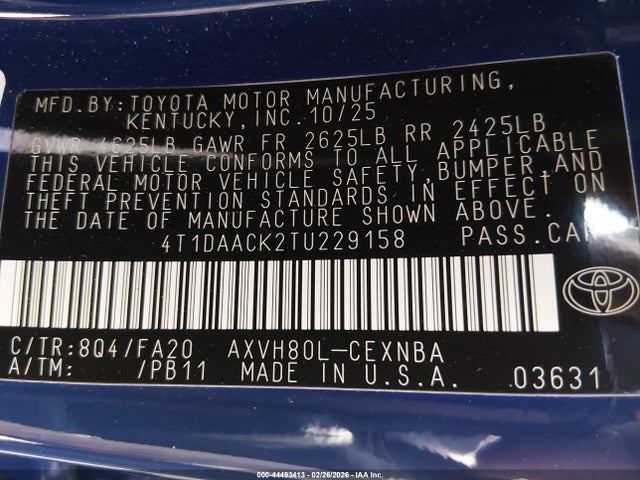 MFD.BY:TOYOTA MOTOR MANUFACTURING,
KENTUCKY,INC.10/25
GVWR 4625LB GAWR FR 2625LB RR 2425LB
THIS VEHICLE CONFORMS TO ALL APPLICABLE
FEDERAL MOTOR VEHICLE SAFETY,BUMPER,AND
THEFT PREVENTION STANDARDS IN EFFECT ON
THE DATE OF MANUFACTURE SHOWN ABOVE.
4T1DAACK2TU229158 PASS.CAR
C/TR:8Q4/FA20 AXVH80L-CEXNBA
A/TM: /PB11 MADE IN U.S.A. 03631
000-44493413 - 02/26/2026 - IAA Inc.